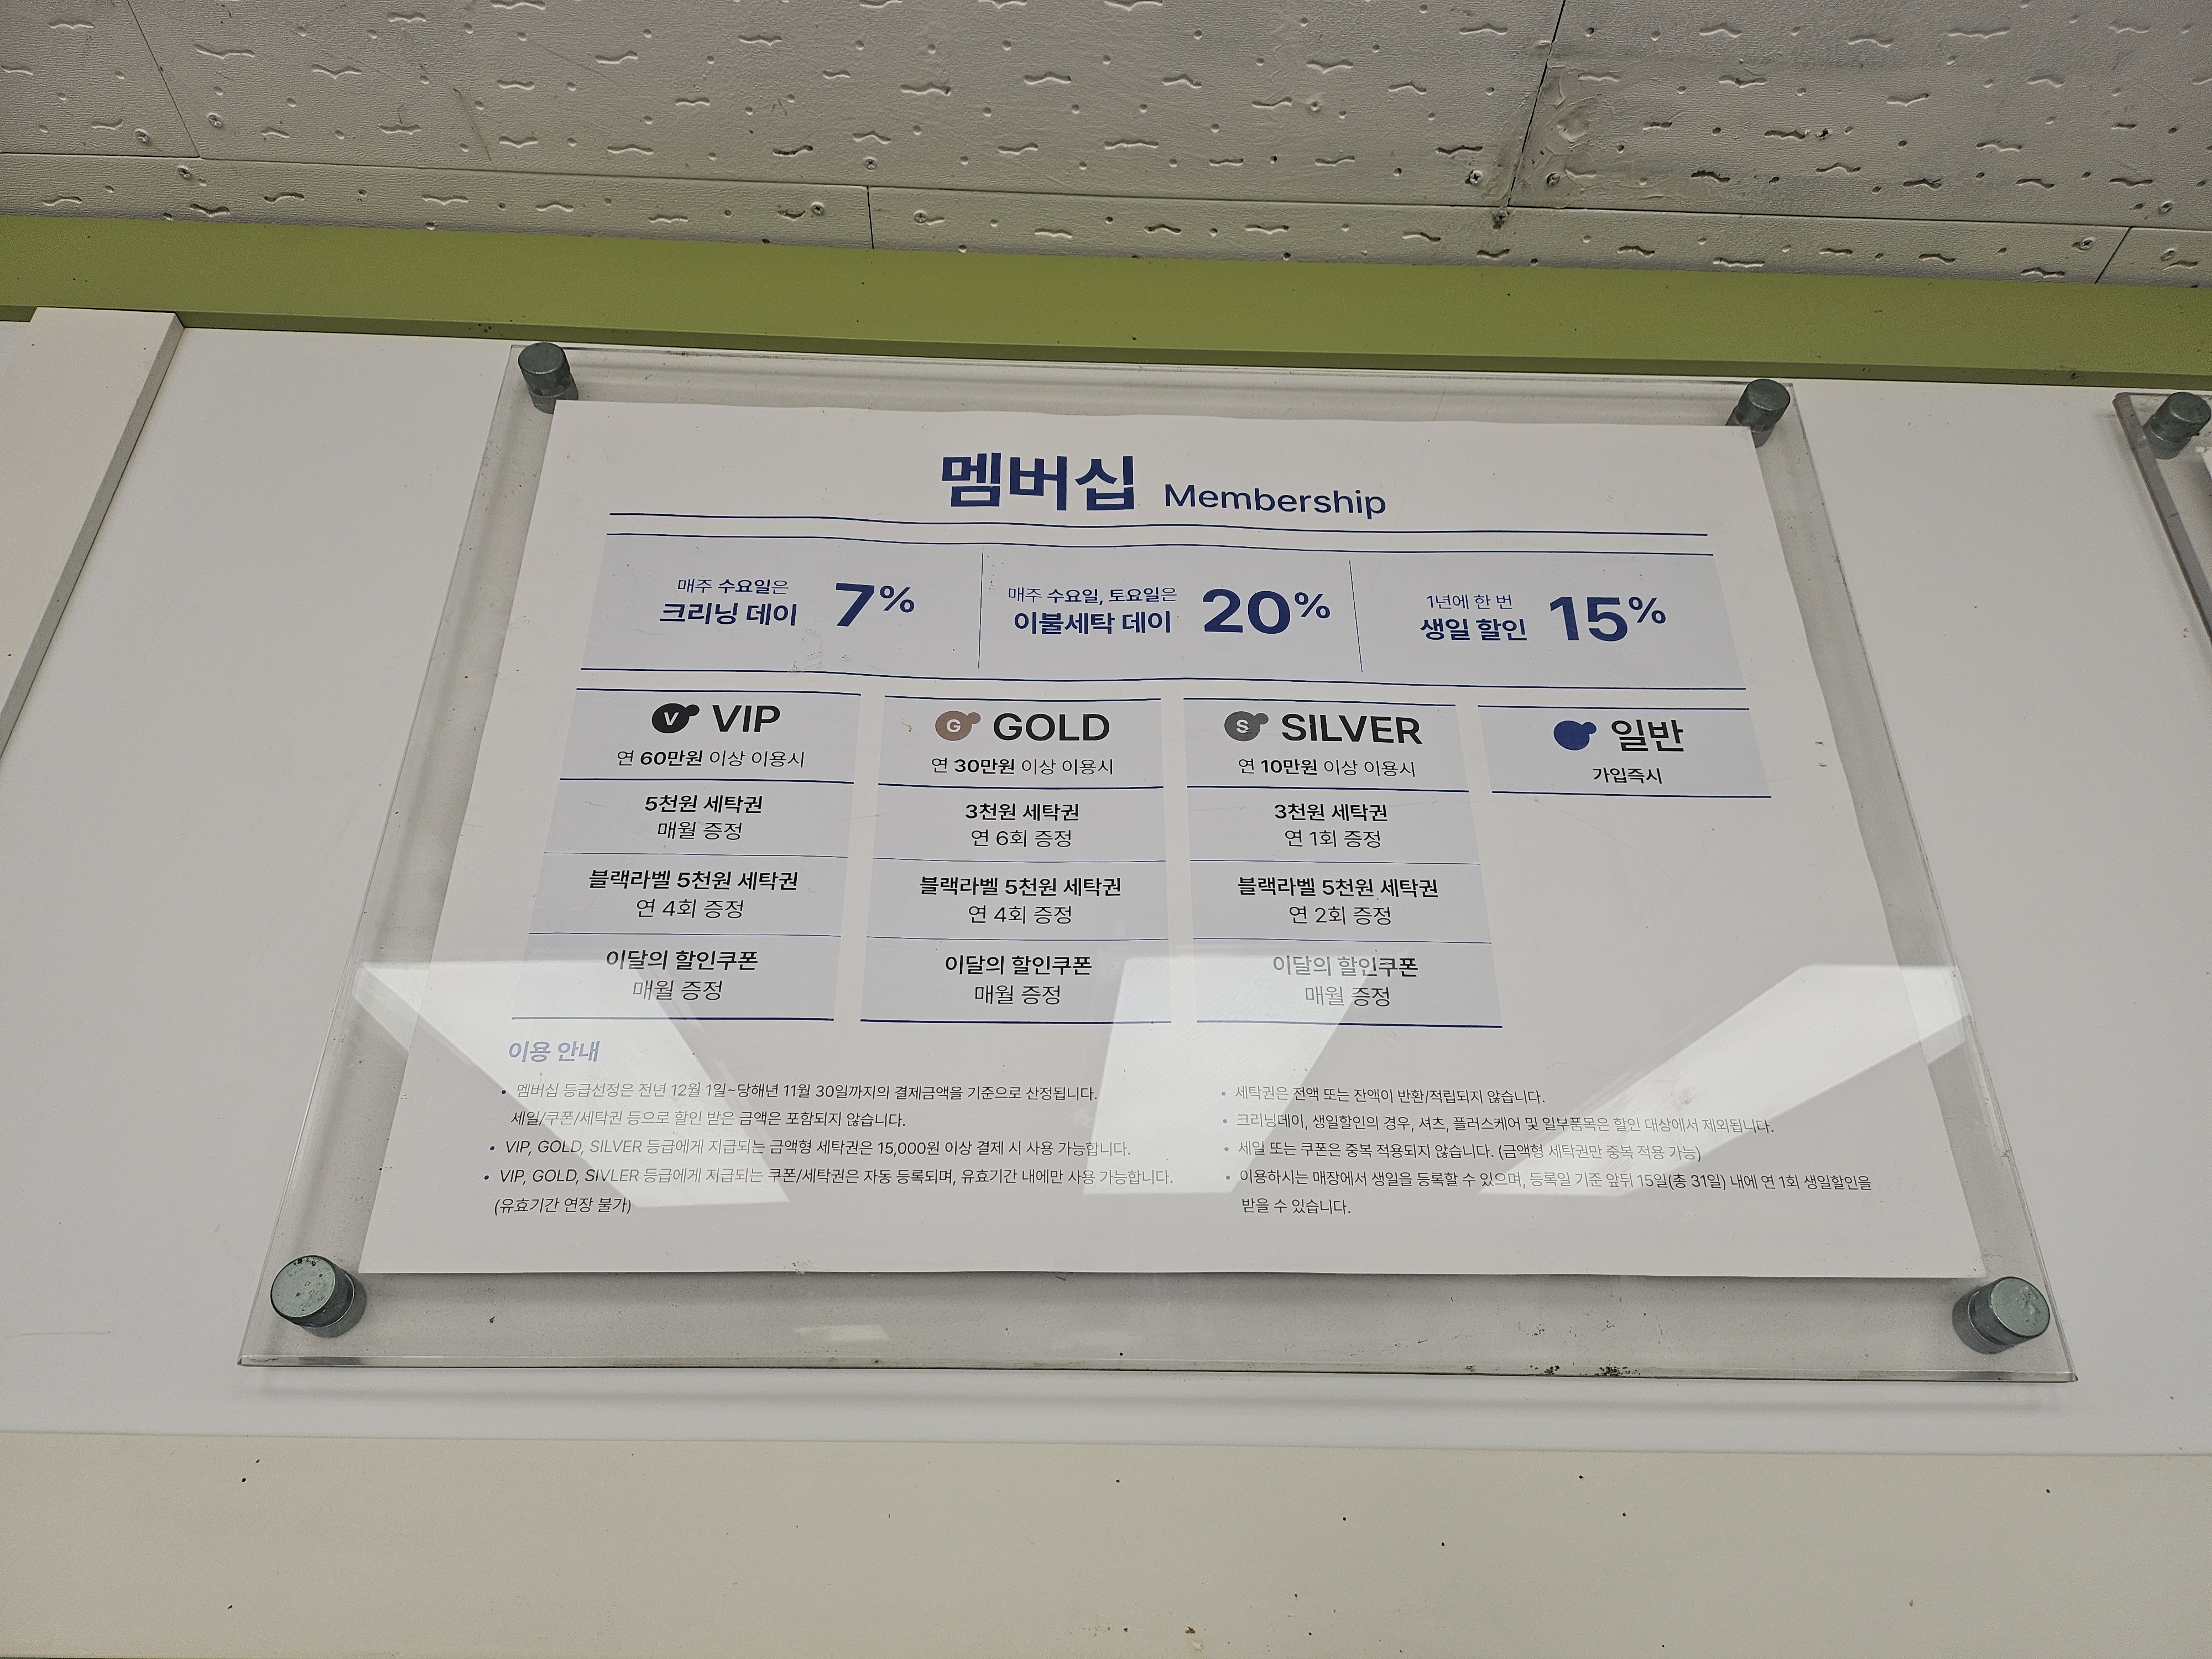 멤버십 Membership
매주 수요일은
크리닝 데이 7%
매주 수요일, 토요일은
이불세탁 데이 20%
1년에 한 번
생일 할인 15%
V VIP
연 60만원 이상 이용시
5천원 세탁권
매월 증정
블랙라벨 5천원 세탁권
연 4회 증정
이달의 할인쿠폰
매월 증정
G GOLD
연 30만원 이상 이용시
3천원 세탁권
연 6회 증정
블랙라벨 5천원 세탁권
연 4회 증정
이달의 할인쿠폰
매월 증정
S SILVER
연 10만원 이상 이용시
3천원 세탁권
연 1회 증정
블랙라벨 5천원 세탁권
연 2회 증정
이달의 할인쿠폰
매월 증정
일반
가입즉시
이용 안내
• 멤버십 등급선정은 전년 12월 1일~당해년 11월 30일까지의 결제금액을 기준으로 산정됩니다.
세일/쿠폰/세탁권 등으로 할인 받은 금액은 포함되지 않습니다.
• VIP, GOLD, SILVER 등급에게 지급되는 금액형 세탁권은 15,000원 이상 결제 시 사용 가능합니다.
• VIP, GOLD, SIVLER 등급에게 지급되는 쿠폰/세탁권은 자동 등록되며, 유효기간 내에만 사용 가능합니다.
(유효기간 연장 불가)
• 세탁권은 전액 또는 잔액이 반환/적립되지 않습니다.
• 크리닝데이, 생일할인의 경우, 셔츠, 플러스케어 및 일부품목은 할인 대상에서 제외됩니다.
• 세일 또는 쿠폰은 중복 적용되지 않습니다. (금액형 세탁권만 중복 적용 가능)
• 이용하시는 매장에서 생일을 등록할 수 있으며, 등록일 기준 앞뒤 15일(총 31일) 내에 연 1회 생일할인을
받을 수 있습니다.